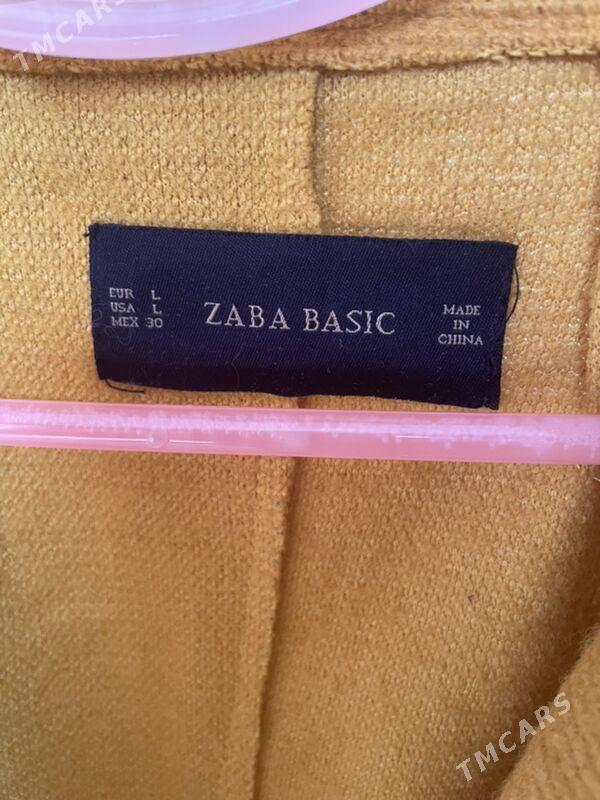 TMCARS
EUR L
USA L
MEX 30
ZABA BASIC
MADE
IN
CHINA
TMCARS